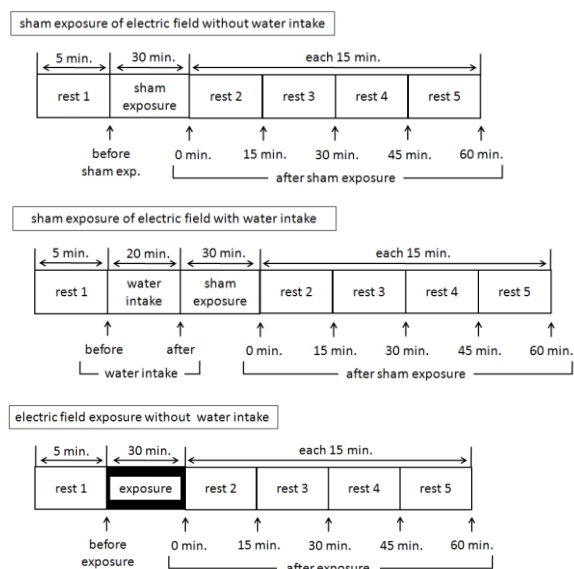 sham exposure of electric field without water intake
5 min. 30 min. each 15 min.
rest 1 sham exposure rest 2 rest 3 rest 4 rest 5
before sham exp. 0 min. 15 min. 30 min. 45 min. 60 min.
after sham exposure
sham exposure of electric field with water intake
5 min. 20 min. 30 min. each 15 min.
rest 1 water intake sham exposure rest 2 rest 3 rest 4 rest 5
before after 0 min. 15 min. 30 min. 45 min. 60 min.
water intake after sham exposure
electric field exposure without water intake
5 min. 30 min. each 15 min.
rest 1 exposure rest 2 rest 3 rest 4 rest 5
before exposure 0 min. 15 min. 30 min. 45 min. 60 min.
after exposure